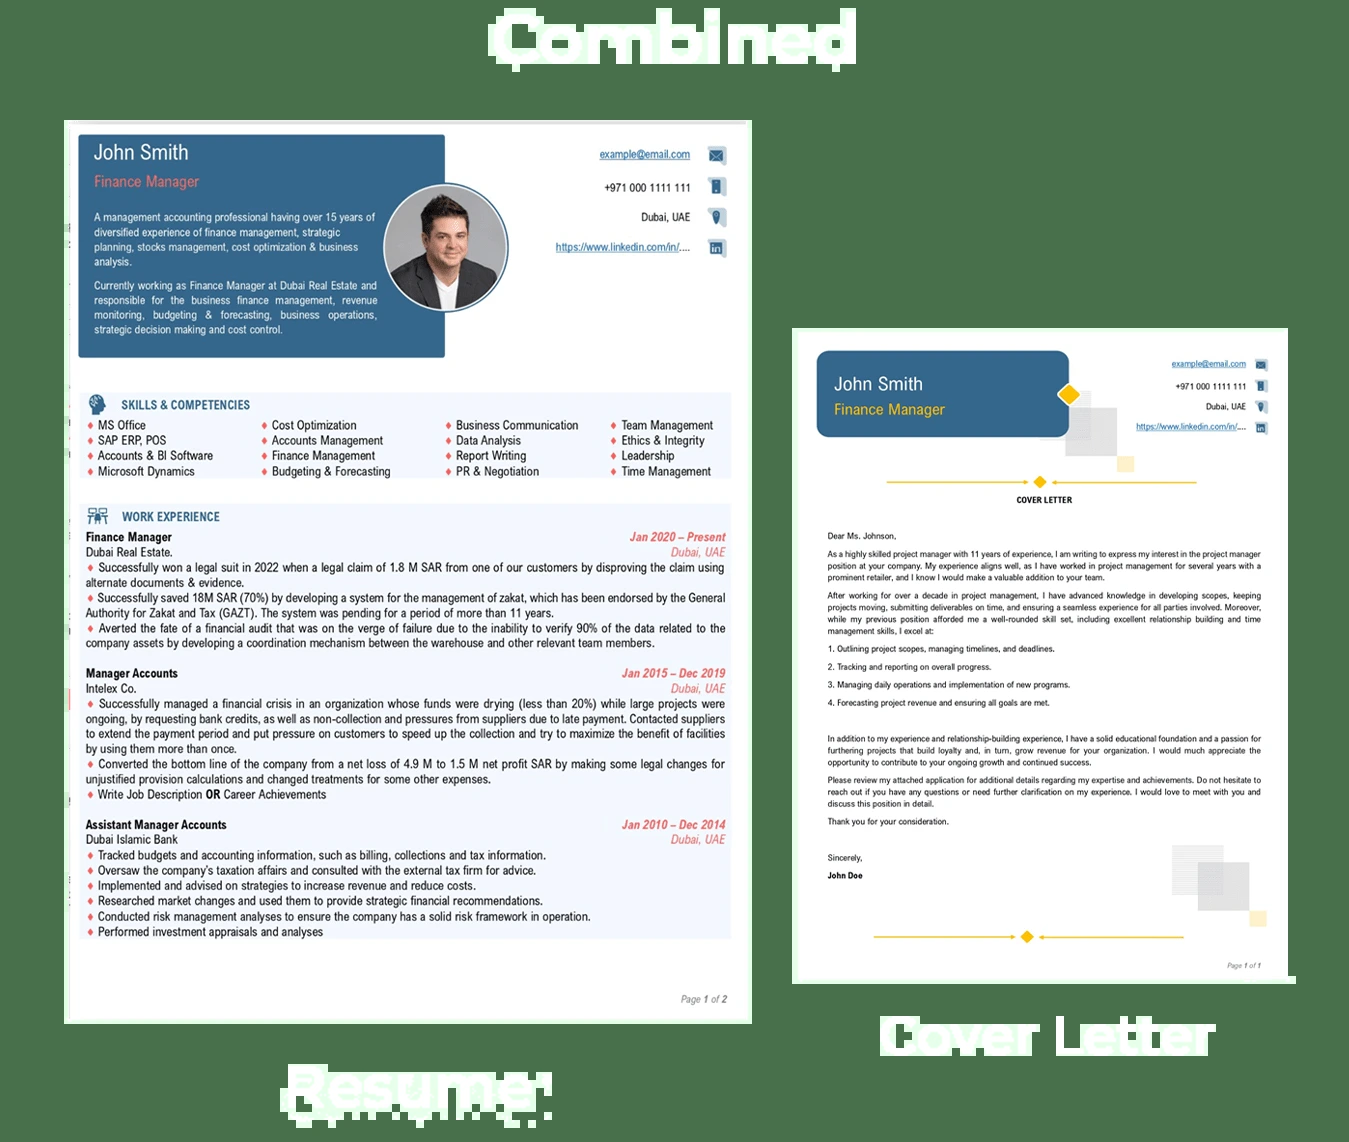 Combined
John Smith
Finance Manager
A management accounting professional having over 15 years of
diversified experience of finance management, strategic
planning, stocks management, cost optimization & business
analysis.
Currently working as Finance Manager at Dubai Real Estate and
responsible for the business finance management, revenue
monitoring, budgeting & forecasting, business operations,
strategic decision making and cost control.
example@email.com
+971 000 1111 111
Dubai, UAE
https://www.linkedin.com/in/....
SKILLS & COMPETENCIES
♦ MS Office ♦ Cost Optimization ♦ Business Communication ♦ Team Management
♦ SAP ERP, POS ♦ Accounts Management ♦ Data Analysis ♦ Ethics & Integrity
♦ Accounts & BI Software ♦ Finance Management ♦ Report Writing ♦ Leadership
♦ Microsoft Dynamics ♦ Budgeting & Forecasting ♦ PR & Negotiation ♦ Time Management
WORK EXPERIENCE
Finance Manager Jan 2020 – Present
Dubai Real Estate. Dubai, UAE
♦ Successfully won a legal suit in 2022 when a legal claim of 1.8 M SAR from one of our customers by disproving the claim using
alternate documents & evidence.
♦ Successfully saved 18M SAR (70%) by developing a system for the management of zakat, which has been endorsed by the General
Authority for Zakat and Tax (GAZT). The system was pending for a period of more than 11 years.
♦ Averted the fate of a financial audit that was on the verge of failure due to the inability to verify 90% of the data related to the
company assets by developing a coordination mechanism between the warehouse and other relevant team members.
Manager Accounts Jan 2015 – Dec 2019
Intelex Co. Dubai, UAE
♦ Successfully managed a financial crisis in an organization whose funds were drying (less than 20%) while large projects were
ongoing, by requesting bank credits, as well as non-collection and pressures from suppliers due to late payment. Contacted suppliers
to extend the payment period and put pressure on customers to speed up the collection and try to maximize the benefit of facilities
by using them more than once.
♦ Converted the bottom line of the company from a net loss of 4.9 M to 1.5 M net profit SAR by making some legal changes for
unjustified provision calculations and changed treatments for some other expenses.
♦ Write Job Description OR Career Achievements
Assistant Manager Accounts Jan 2010 – Dec 2014
Dubai Islamic Bank Dubai, UAE
♦ Tracked budgets and accounting information, such as billing, collections and tax information.
♦ Oversaw the company's taxation affairs and consulted with the external tax firm for advice.
♦ Implemented and advised on strategies to increase revenue and reduce costs.
♦ Researched market changes and used them to provide strategic financial recommendations.
♦ Conducted risk management analyses to ensure the company has a solid risk framework in operation.
♦ Performed investment appraisals and analyses
Page 1 of 2
Resume
John Smith
Finance Manager
example@email.com
+971 000 1111 111
Dubai, UAE
https://www.linkedin.com/in/....
COVER LETTER
Dear Ms. Johnson,
As a highly skilled project manager with 11 years of experience, I am writing to express my interest in the project manager
position at your company. My experience aligns well, as I have worked in project management for several years with a
prominent retailer, and I know I would make a valuable addition to your team.
After working for over a decade in project management, I have advanced knowledge in developing scopes, keeping
projects moving, submitting deliverables on time, and ensuring a seamless experience for all parties involved. Moreover,
while my previous position afforded me a well-rounded skill set, including excellent relationship building and time
management skills, I excel at:
1. Outlining project scopes, managing timelines, and deadlines.
2. Tracking and reporting on overall progress.
3. Managing daily operations and implementation of new programs.
4. Forecasting project revenue and ensuring all goals are met.
In addition to my experience and relationship-building experience, I have a solid educational foundation and a passion for
furthering projects that build loyalty and, in turn, grow revenue for your organization. I would much appreciate the
opportunity to contribute to your ongoing growth and continued success.
Please review my attached application for additional details regarding my expertise and achievements. Do not hesitate to
reach out if you have any questions or need further clarification on my experience. I would love to meet with you and
discuss this position in detail.
Thank you for your consideration.
Sincerely,
John Doe
Page 1 of 1
Cover Letter